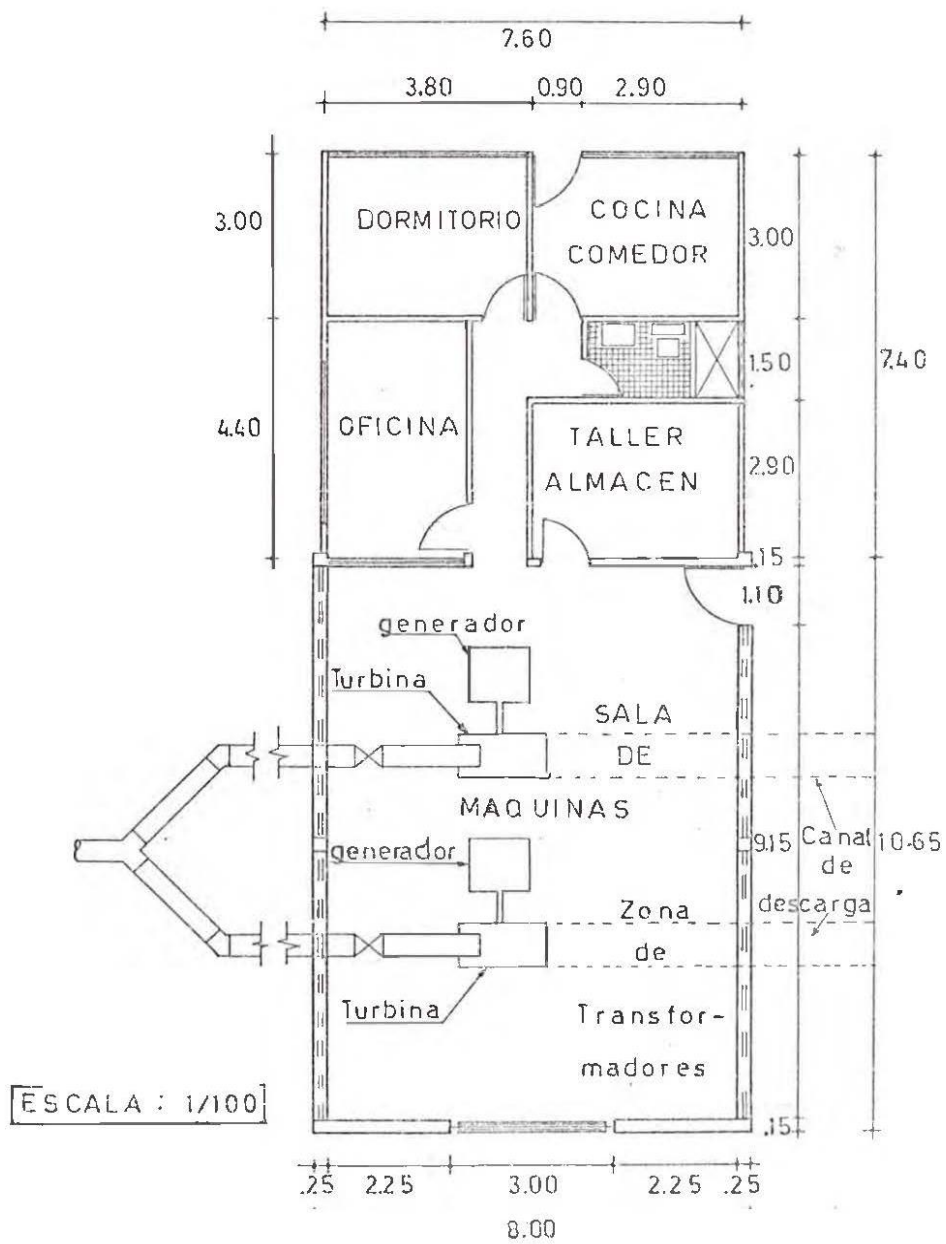 7.60
3.80 0.90 2.90
3.00
DORMITORIO
COCINA
COMEDOR
3.00
1.50
7.40
4.40
OFICINA
TALLER
ALMACEN
2.90
.15
1.10
generador
Turbina
SALA
DE
MAQUINAS
generador
9.15
Canal
de
descarga
10.65
Zona
de
Turbina
Transfor-
madores
ESCALA : 1/100
.15
.25 2.25 3.00 2.25 .25
8.00